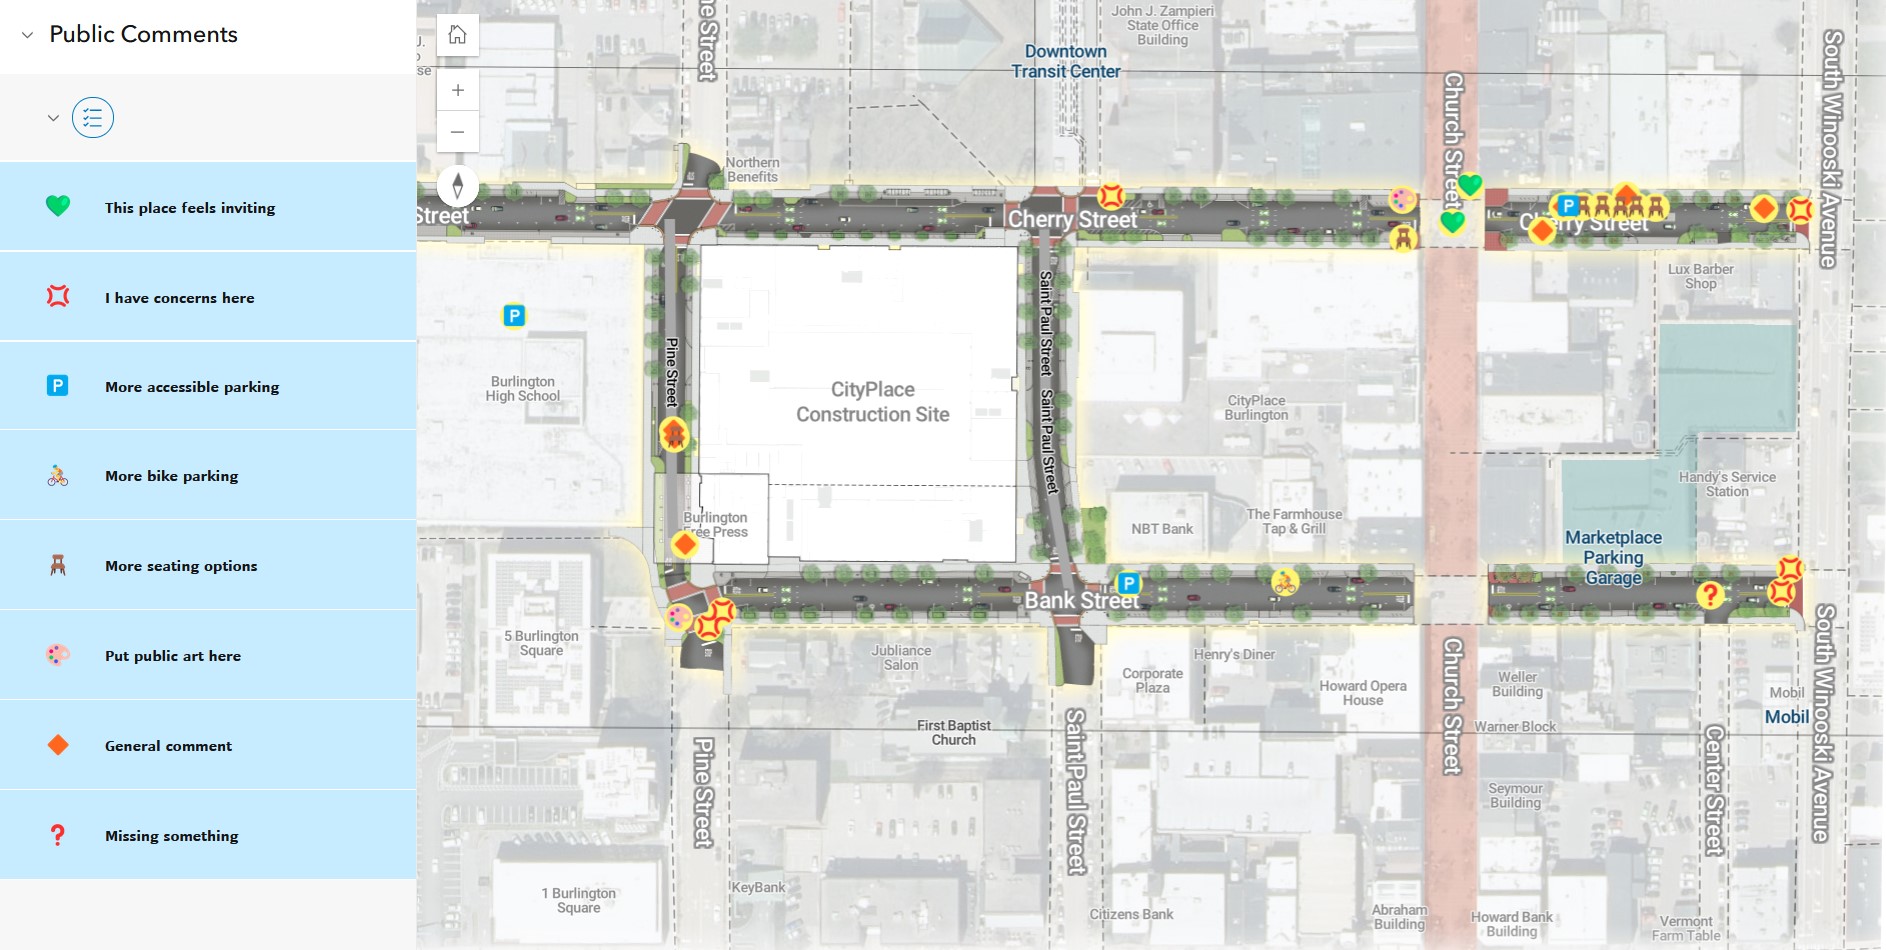 Public Comments
This place feels inviting
I have concerns here
P
More accessible parking
More bike parking
More seating options
Put public art here
General comment
Missing something
ne Street
John J. Zampieri
State Office
Building
Downtown
Transit Center
Church Street
South Winooski Avenue
J.
se
Northern
Benefits
Street
Cherry Street
P
Cherry Street
Lux Barber
Shop
P
Burlington
High School
Pine Street
Saint Paul Street
Saint Paul Street
CityPlace
Construction Site
CityPlace
Burlington
Handy's Service
Station
Burlington
Free Press
NBT Bank
The Farmhouse
Tap & Grill
Marketplace
Parking
Garage
P
Bank Street
5 Burlington
Square
Jubliance
Salon
Corporate
Plaza
Henry's Diner
Howard Opera
House
Church Street
Weller
Building
Warner Block
Mobil
Mobil
South Winooski Avenue
First Baptist
Church
Pine Street
Saint Paul Street
Center Street
Seymour
Building
1 Burlington
Square
KeyBank
Citizens Bank
Abraham
Building
Howard Bank
Building
Vermont
Farm Table